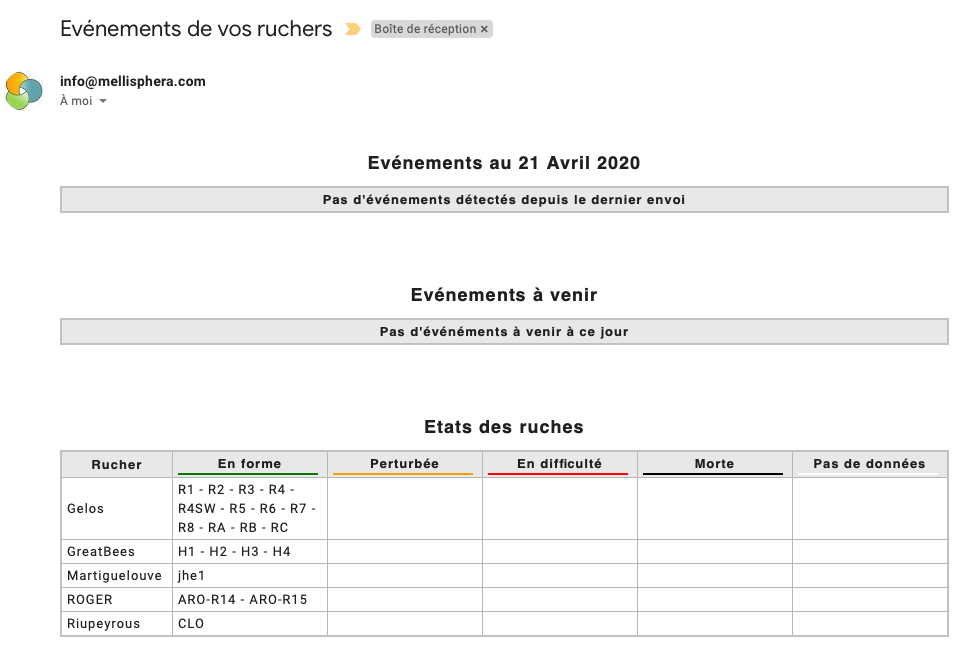 Evénements de vos ruchers
Boîte de réception ×
info@mellisphera.com
À moi
Evénements au 21 Avril 2020
Pas d'événements détectés depuis le dernier envoi
Evénements à venir
Pas d'événéments à venir à ce jour
Etats des ruches
Rucher En forme Perturbée En difficulté Morte Pas de données
R1 - R2 - R3 - R4 -
Gelos R4SW - R5 - R6 - R7 -
R8 - RA - RB - RC
GreatBees H1 - H2 - H3 - H4
Martiguelouve jhe1
ROGER ARO-R14 - ARO-R15
Riupeyrous CLO